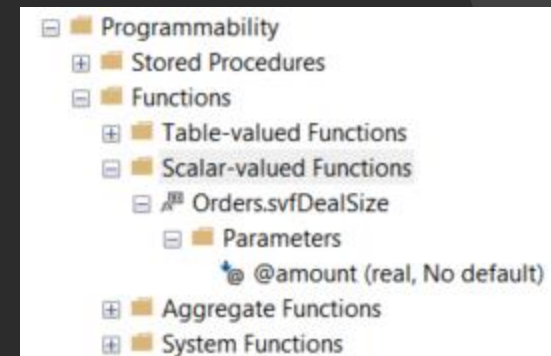 Programmability
Stored Procedures
Functions
Table-valued Functions
Scalar-valued Functions
Orders.svfDealSize
Parameters
@amount (real, No default)
Aggregate Functions
System Functions